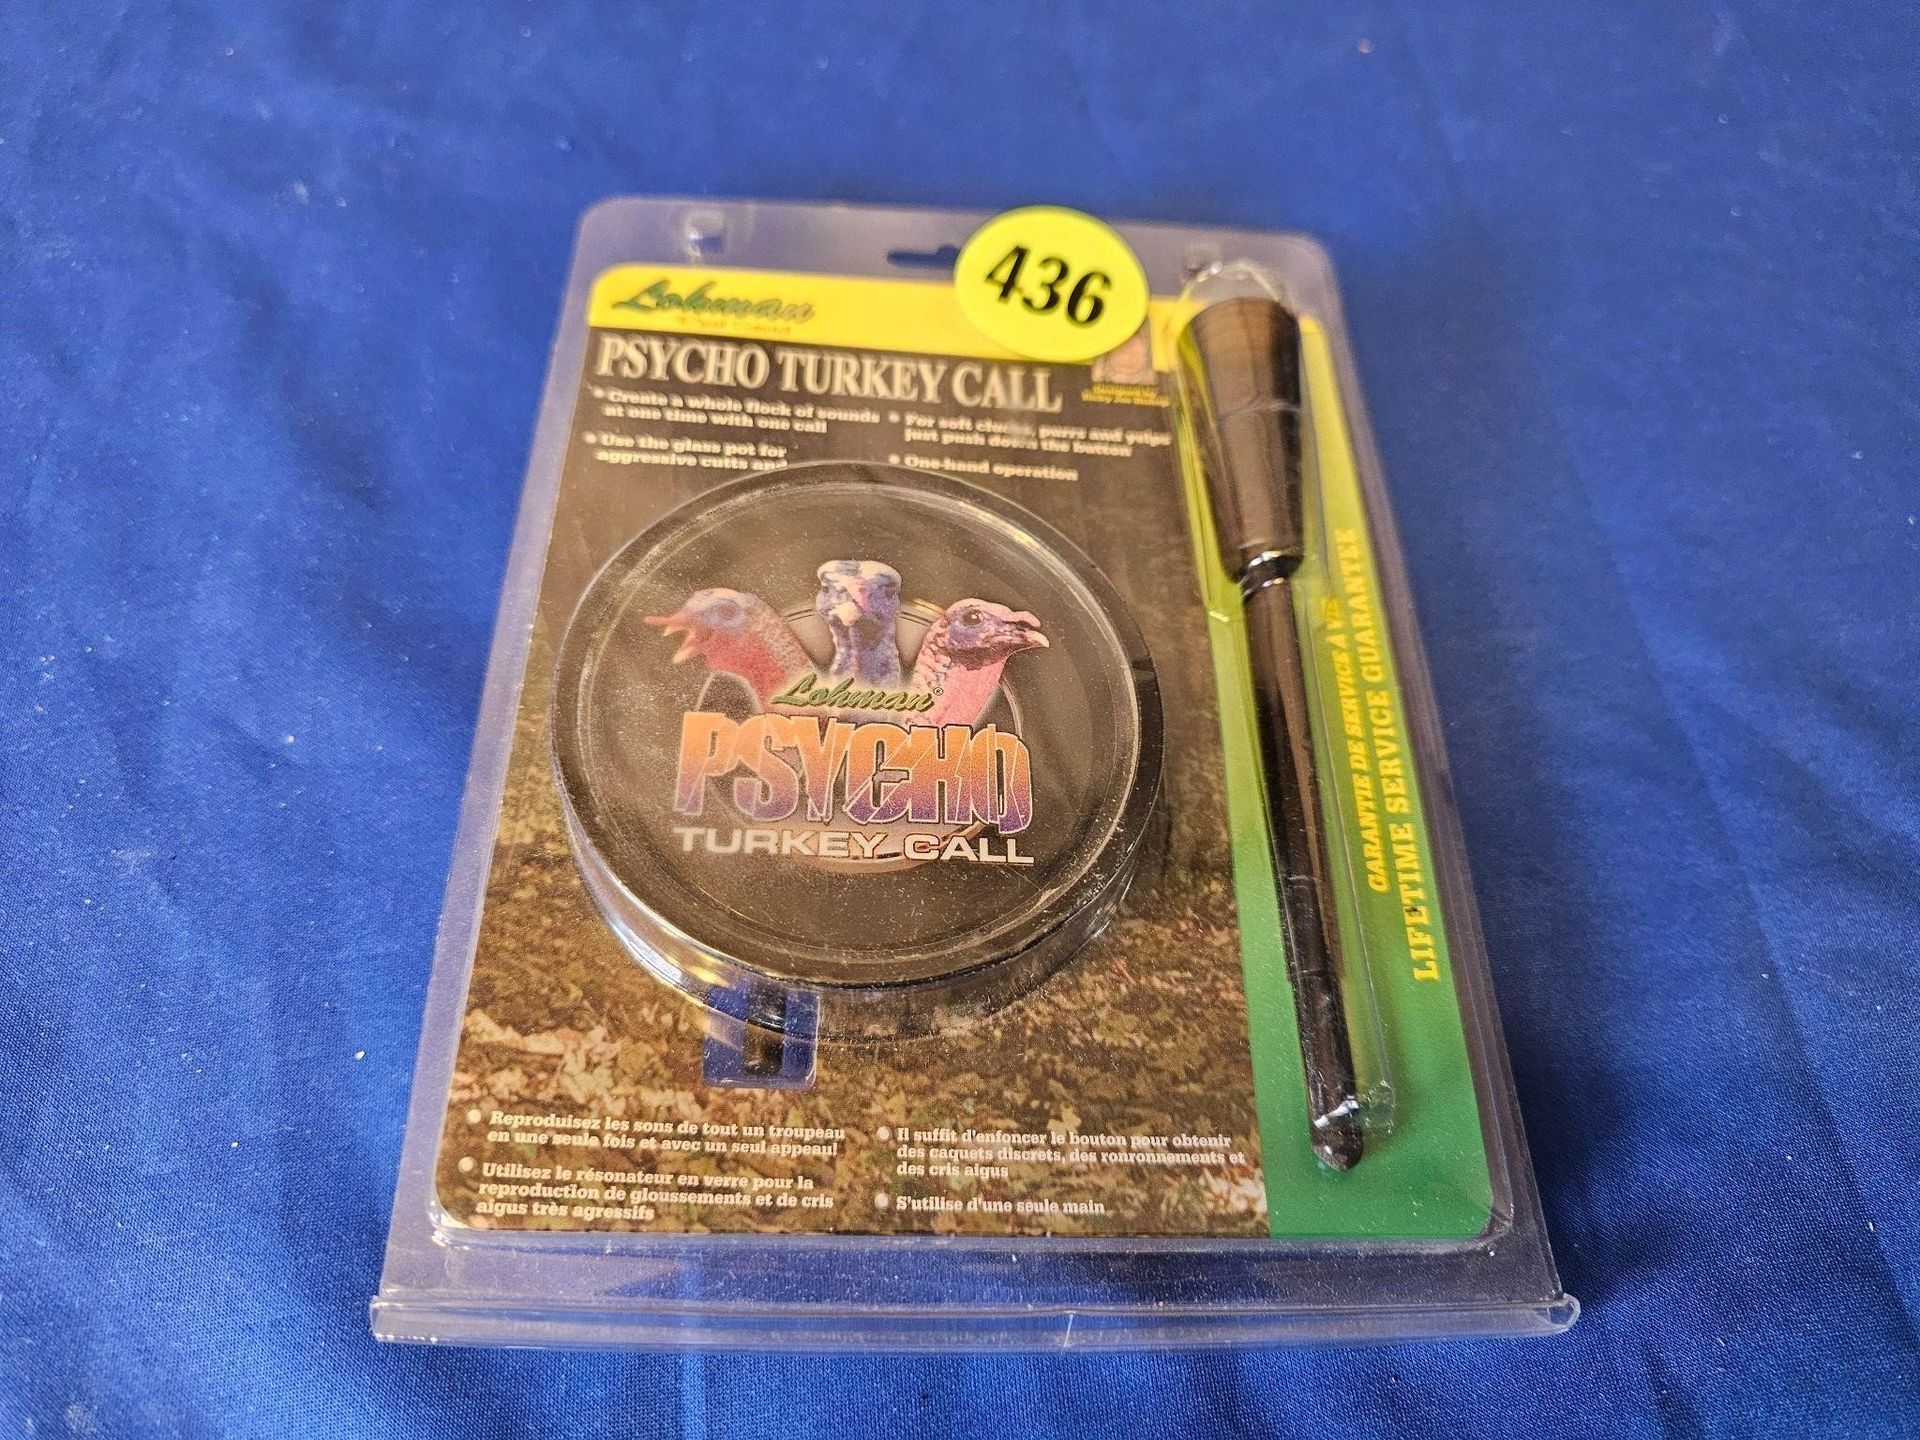 436
Lohman
PSYCHO TURKEY CALL
• Create a whole flock of sounds
at one time with one call
• Use the glass pot for
aggressive cutts and
• For soft clucks, purrs and yelps
just push down the button
• One-hand operation
Lohman®
PSYCHO
TURKEY CALL
GARANTIE DE SERVICE À VIE
LIFETIME SERVICE GUARANTEE
• Reproduisez les sons de tout un troupeau
en une seule fois et avec un seul appeau!
• Utilisez le résonateur en verre pour la
reproduction de gloussements et de cris
aigus très agressifs
• Il suffit d'enfoncer le bouton pour obtenir
des caquets discrets, des ronronnements et
des cris aigus
• S'utilise d'une seule main